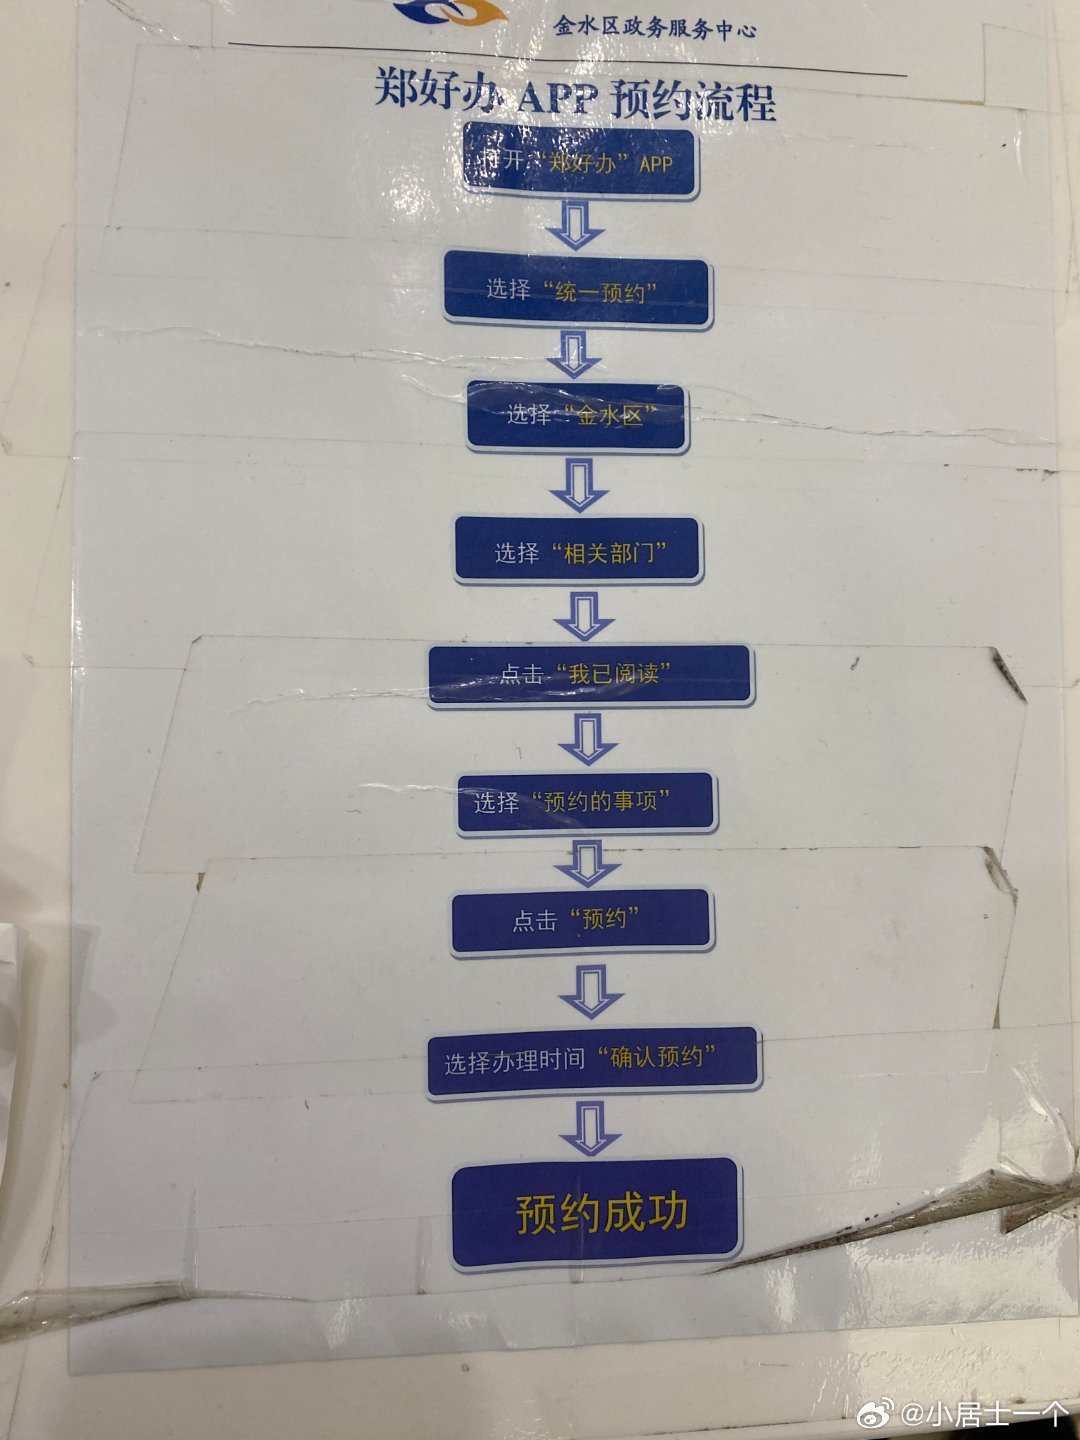 金水区政务服务中心
郑好办 APP 预约流程
打开“郑好办”APP
选择“统一预约”
选择“金水区”
选择“相关部门”
点击“我已阅读”
选择“预约的事项”
点击“预约”
选择办理时间“确认预约”
预约成功
@小居士一个